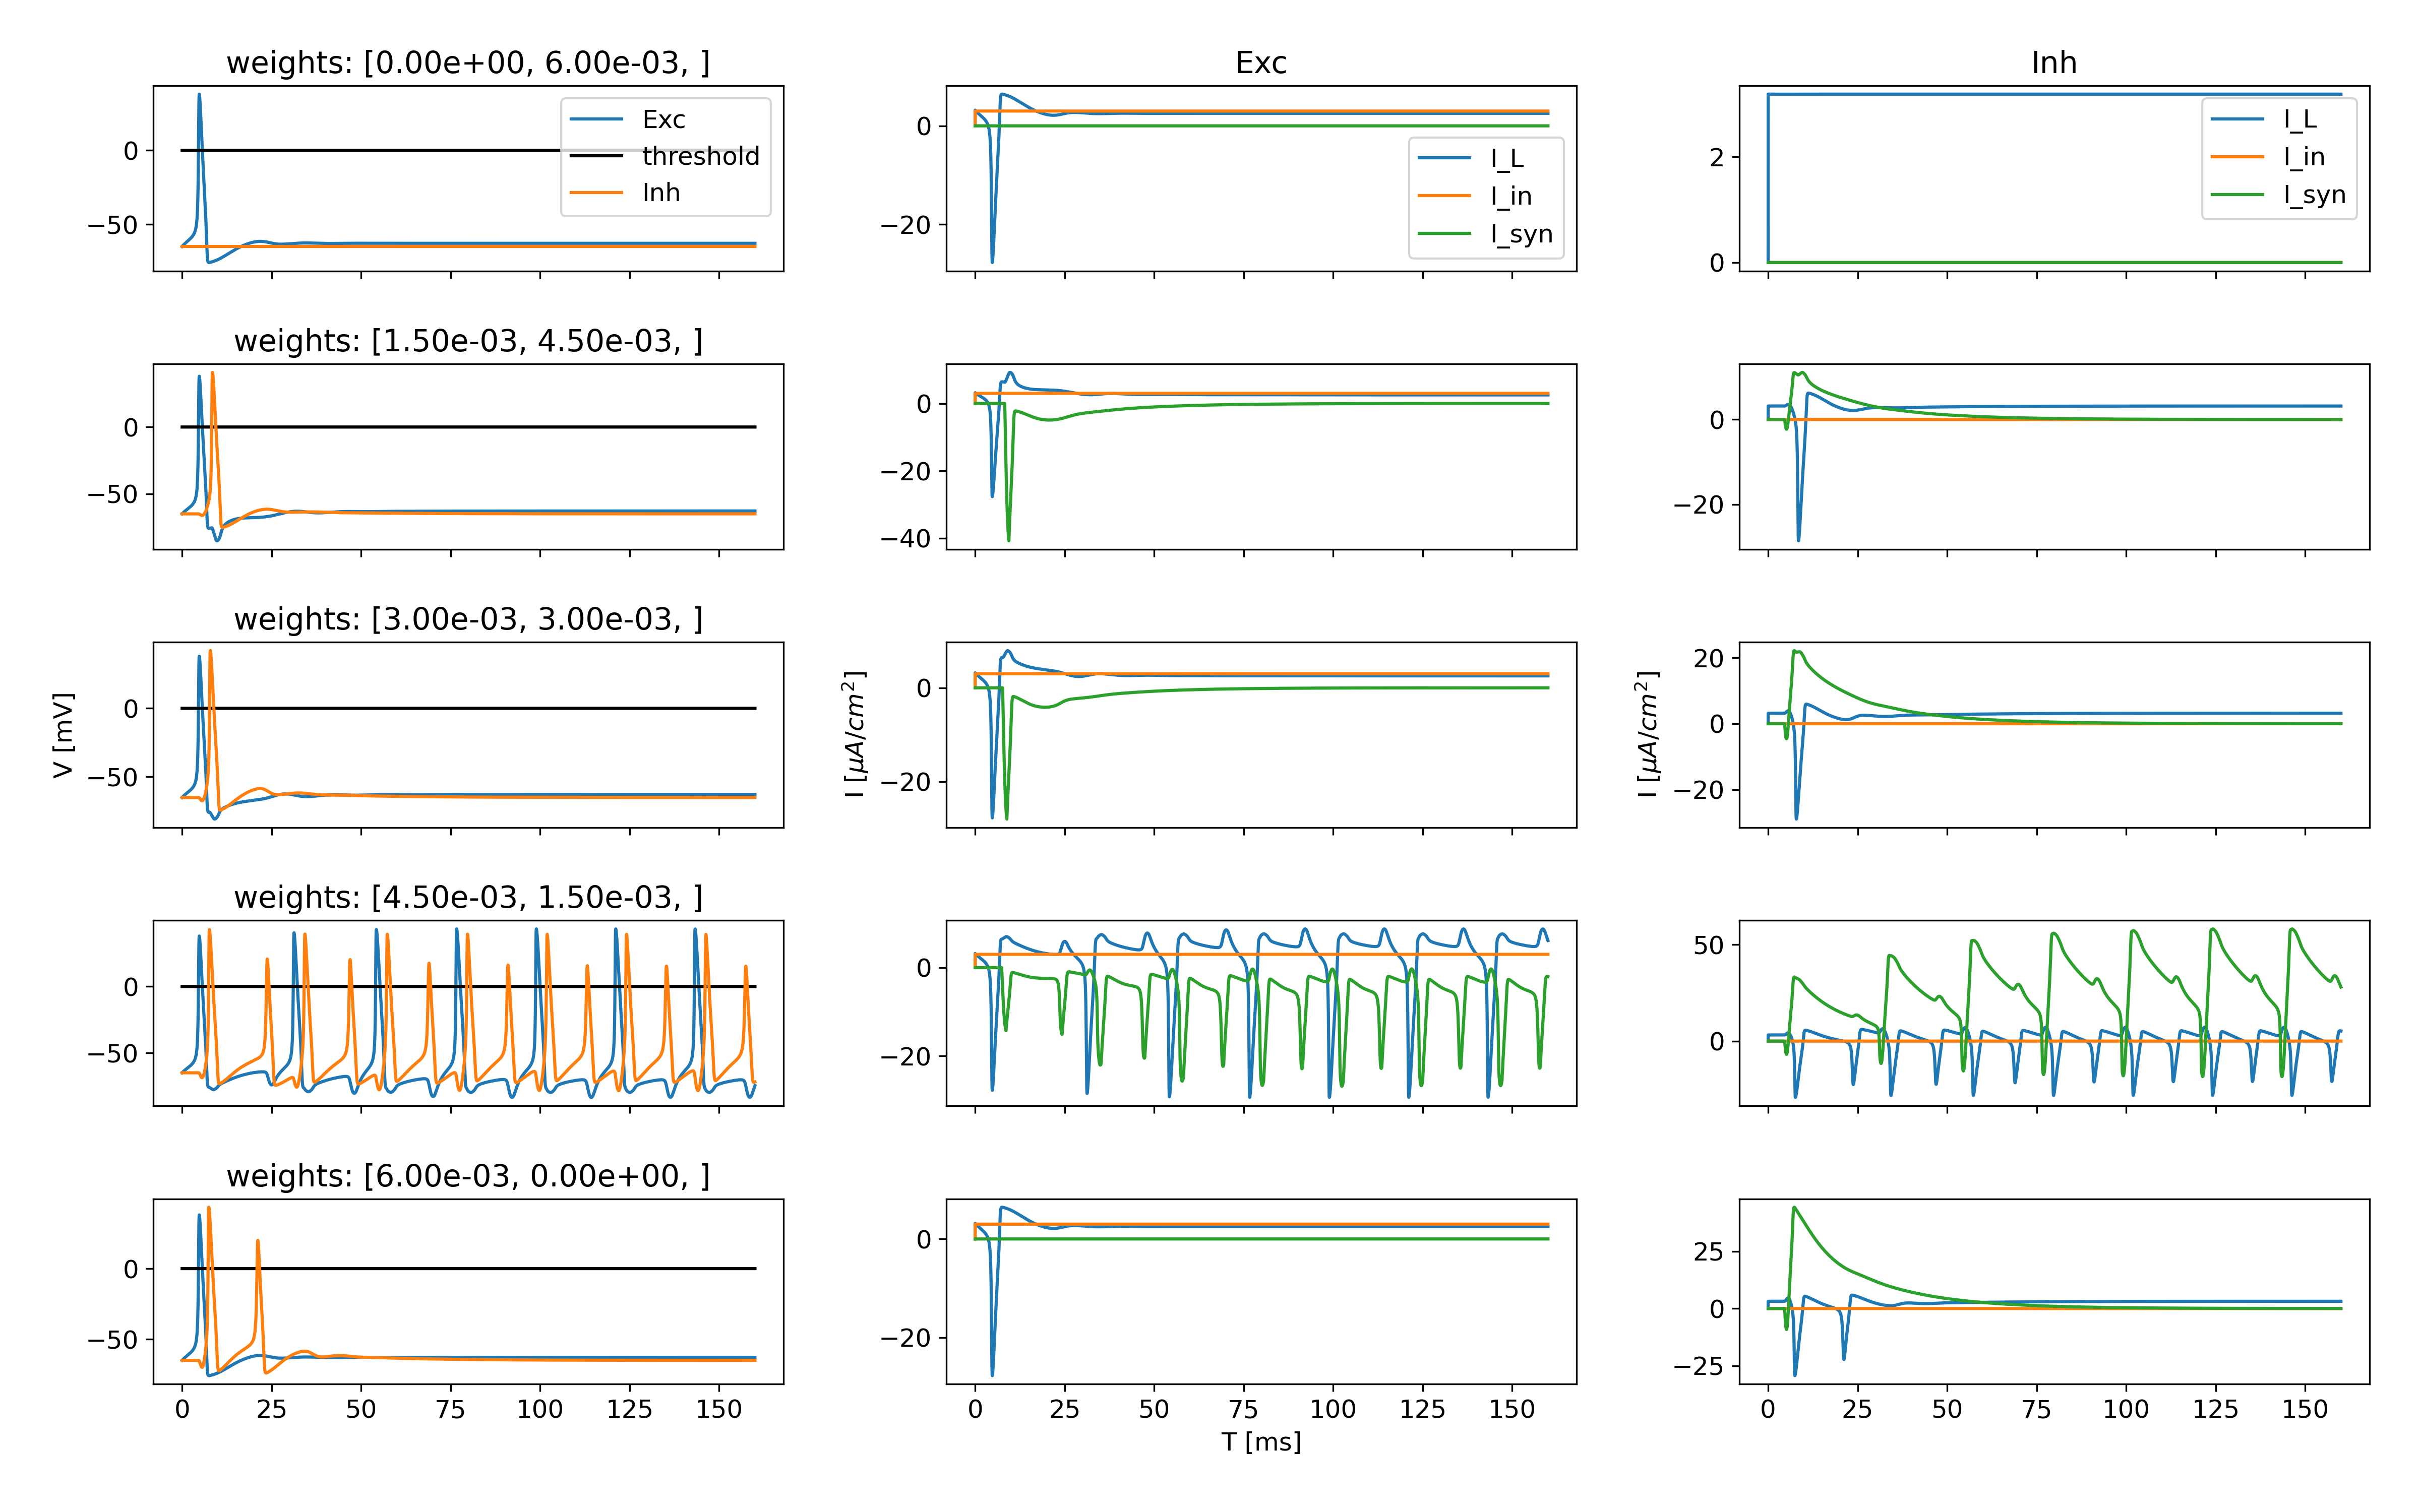 weights: [0.00e+00, 6.00e-03, ]
Exc
Inh
0
−50
Exc
threshold
Inh
0
−20
I_L
I_in
I_syn
2
0
I_L
I_in
I_syn
weights: [1.50e-03, 4.50e-03, ]
0
−50
0
−20
−40
0
−20
weights: [3.00e-03, 3.00e-03, ]
V [mV]
0
−50
I [μA/cm²]
0
−20
I [μA/cm²]
20
0
−20
weights: [4.50e-03, 1.50e-03, ]
0
−50
0
−20
50
0
weights: [6.00e-03, 0.00e+00, ]
0
−50
0
−20
25
0
−25
0 25 50 75 100 125 150
0 25 50 75 100 125 150
0 25 50 75 100 125 150
T [ms]